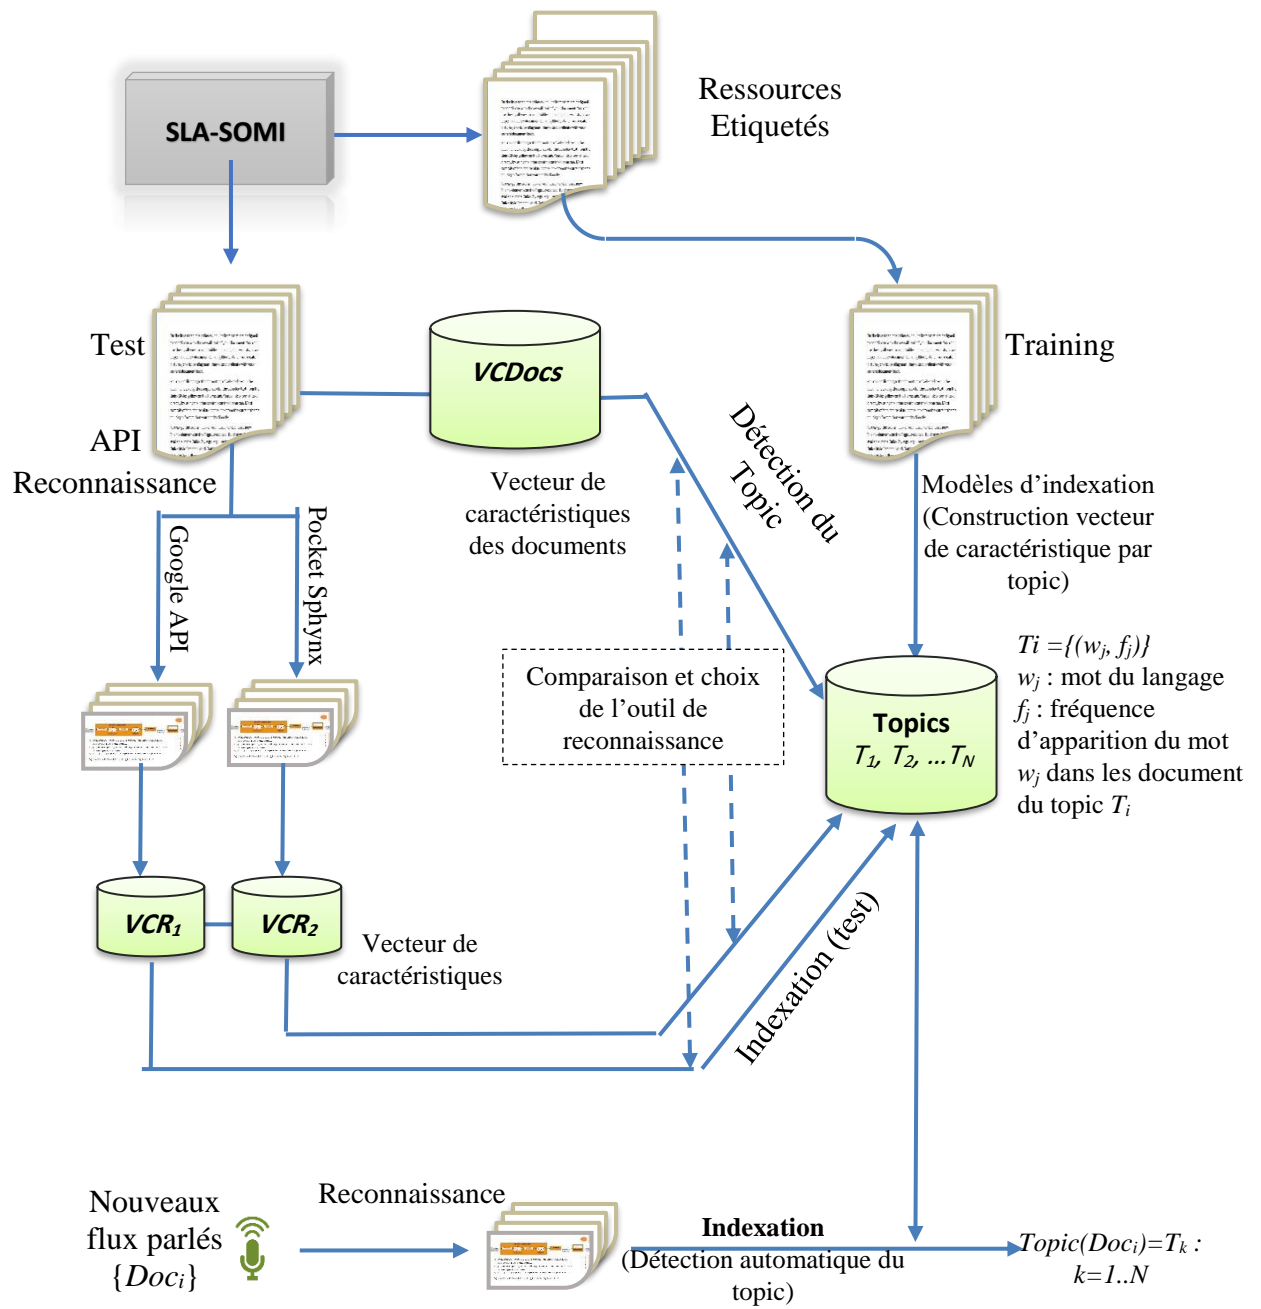 SLA-SOMI
Ressources
Etiquetés
Test
VCDocs
Training
API
Reconnaissance
Vecteur de
caractéristiques
des documents
Détection du
Topic
Modèles d’indexation
(Construction vecteur
de caractéristique par
topic)
Google API
Pocket Sphynx
Ti ={(wj, fj)}
wj : mot du langage
fj : fréquence
d’apparition du mot
wj dans les document
du topic Ti
Comparaison et choix
de l’outil de
reconnaissance
Topics
T1, T2, …TN
VCR1
VCR2
Vecteur de
caractéristiques
Indexation (test)
Nouveaux
flux parlés
{Doci}
Reconnaissance
Indexation
(Détection automatique du
topic)
Topic(Doci)=Tk :
k=1..N